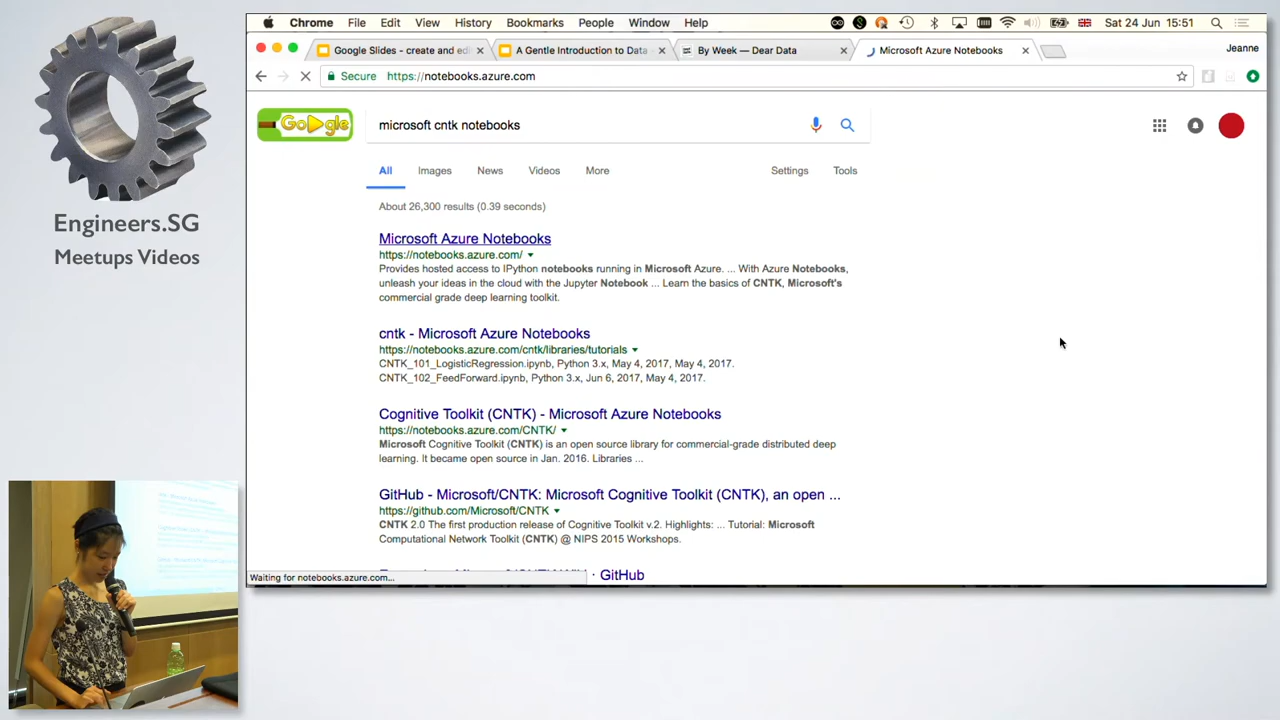 Chrome File Edit View History Bookmarks People Window Help Sat 24 Jun 15:51
Google Slides - create and edi
A Gentle Introduction to Data
By Week — Dear Data
Microsoft Azure Notebooks
Jeanne
Secure https://notebooks.azure.com
Google
microsoft cntk notebooks
All Images News Videos More Settings Tools
About 26,300 results (0.39 seconds)
Microsoft Azure Notebooks
https://notebooks.azure.com/
Provides hosted access to IPython notebooks running in Microsoft Azure. ... With Azure Notebooks,
unleash your ideas in the cloud with the Jupyter Notebook ... Learn the basics of CNTK, Microsoft's
commercial grade deep learning toolkit.
cntk - Microsoft Azure Notebooks
https://notebooks.azure.com/cntk/libraries/tutorials
CNTK_101_LogisticRegression.ipynb, Python 3.x, May 4, 2017, May 4, 2017.
CNTK_102_FeedForward.ipynb, Python 3.x, Jun 6, 2017, May 4, 2017.
Cognitive Toolkit (CNTK) - Microsoft Azure Notebooks
https://notebooks.azure.com/CNTK/
Microsoft Cognitive Toolkit (CNTK) is an open source library for commercial-grade distributed deep
learning. It became open source in Jan. 2016. Libraries ...
GitHub - Microsoft/CNTK: Microsoft Cognitive Toolkit (CNTK), an open ...
https://github.com/Microsoft/CNTK
CNTK 2.0 The first production release of Cognitive Toolkit v.2. Highlights: ... Tutorial: Microsoft
Computational Network Toolkit (CNTK) @ NIPS 2015 Workshops.
· GitHub
Waiting for notebooks.azure.com...
Engineers.SG
Meetups Videos